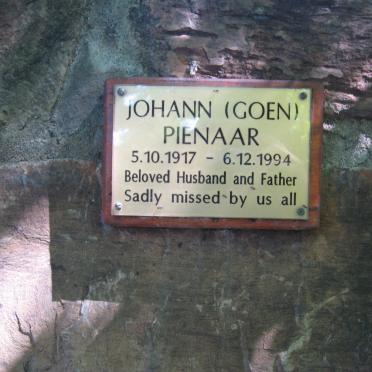 JOHANN (GOEN)
PIENAAR
5.10.1917 - 6.12.1994
Beloved Husband and Father
Sadly missed by us all